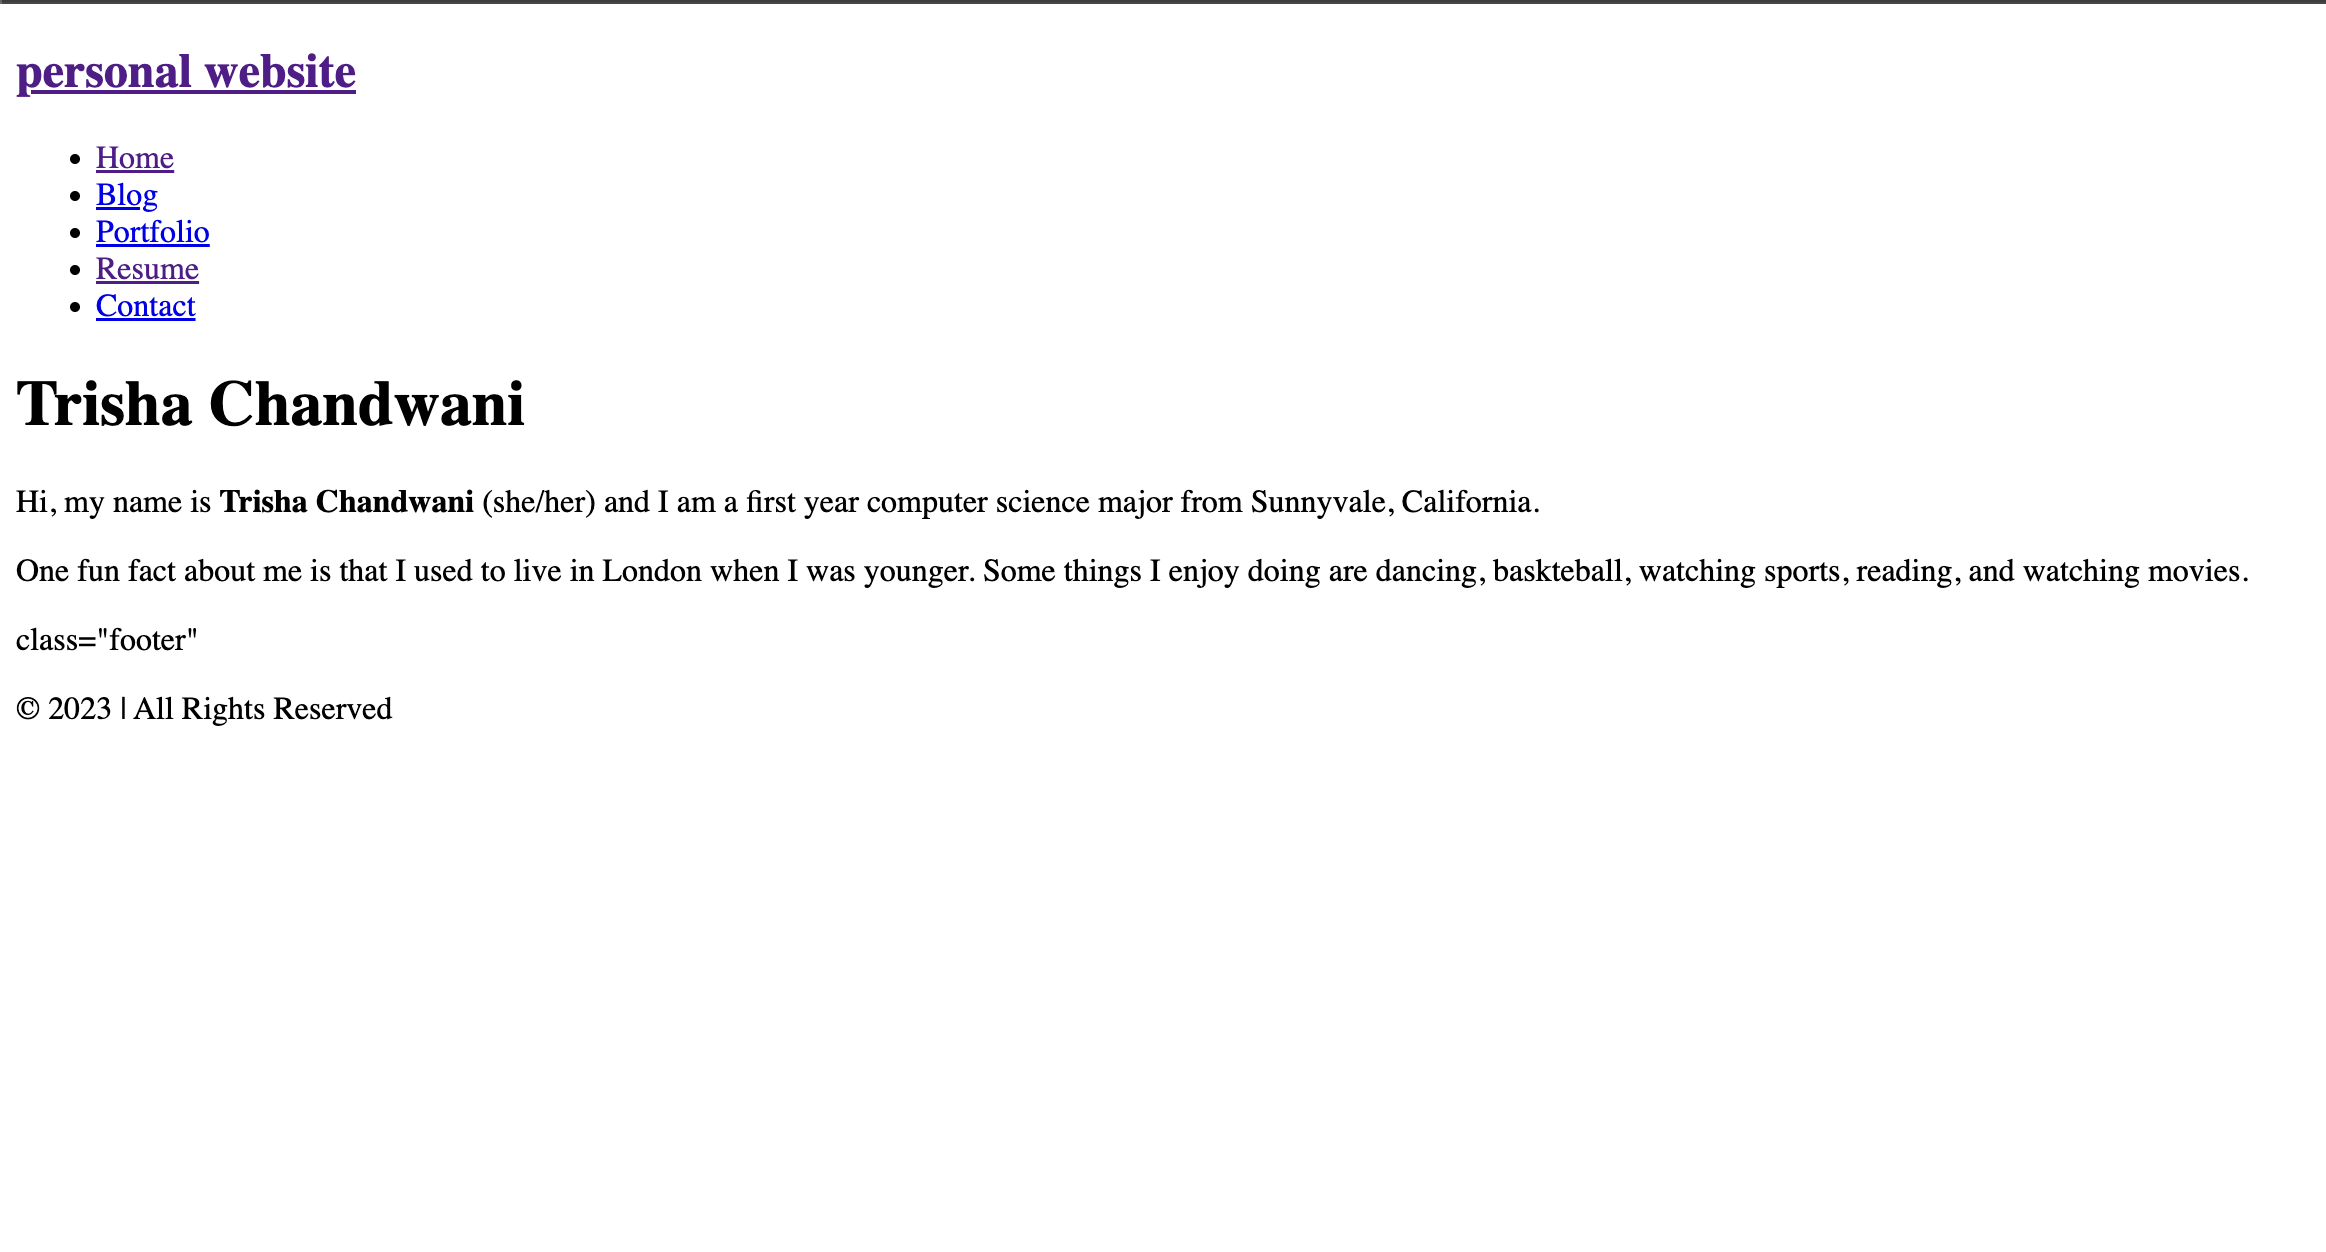 personal website
Home
Blog
Portfolio
Resume
Contact
Trisha Chandwani
Hi, my name is Trisha Chandwani (she/her) and I am a first year computer science major from Sunnyvale, California.
One fun fact about me is that I used to live in London when I was younger. Some things I enjoy doing are dancing, baskteball, watching sports, reading, and watching movies.
class="footer"
© 2023 | All Rights Reserved